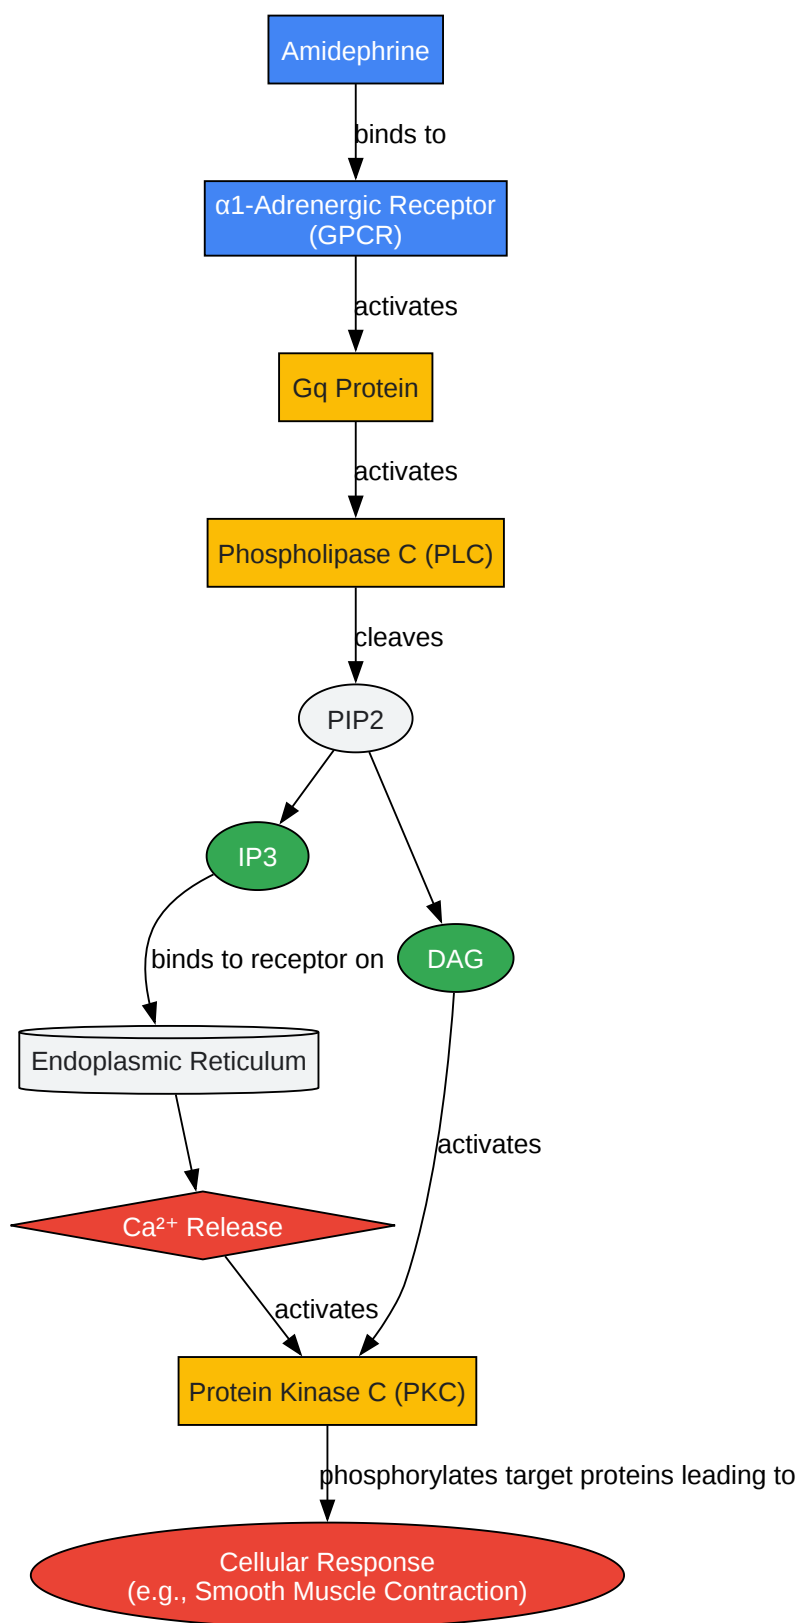 Amidephrine
binds to
α1-Adrenergic Receptor
(GPCR)
activates
Gq Protein
activates
Phospholipase C (PLC)
cleaves
PIP2
IP3
binds to receptor on
DAG
Endoplasmic Reticulum
activates
Ca²⁺ Release
activates
Protein Kinase C (PKC)
phosphorylates target proteins leading to
Cellular Response
(e.g., Smooth Muscle Contraction)